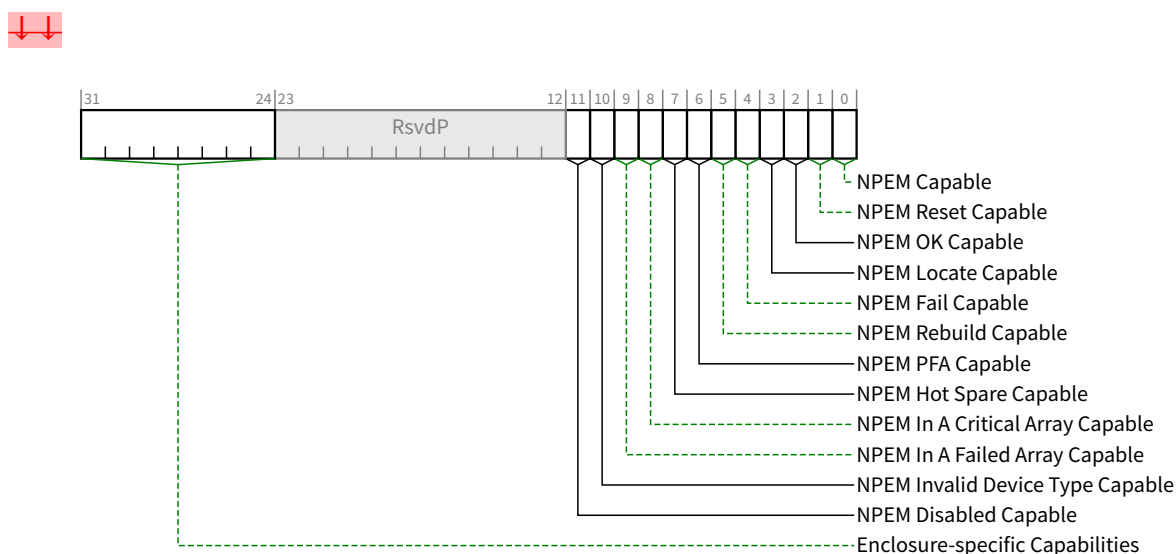 31 24 23 12 11 10 9 8 7 6 5 4 3 2 1 0
RsvdP
NPEM Capable
NPEM Reset Capable
NPEM OK Capable
NPEM Locate Capable
NPEM Fail Capable
NPEM Rebuild Capable
NPEM PFA Capable
NPEM Hot Spare Capable
NPEM In A Critical Array Capable
NPEM In A Failed Array Capable
NPEM Invalid Device Type Capable
NPEM Disabled Capable
Enclosure-specific Capabilities